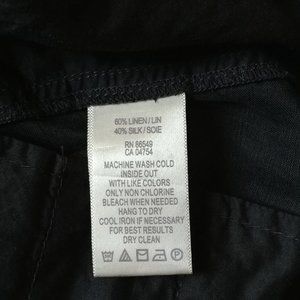 60% LINEN / LIN
40% SILK / SOIE
RN 86549
CA 04754
MACHINE WASH COLD
INSIDE OUT
WITH LIKE COLORS
ONLY NON CHLORINE
BLEACH WHEN NEEDED
HANG TO DRY
COOL IRON IF NECESSARY
FOR BEST RESULTS
DRY CLEAN